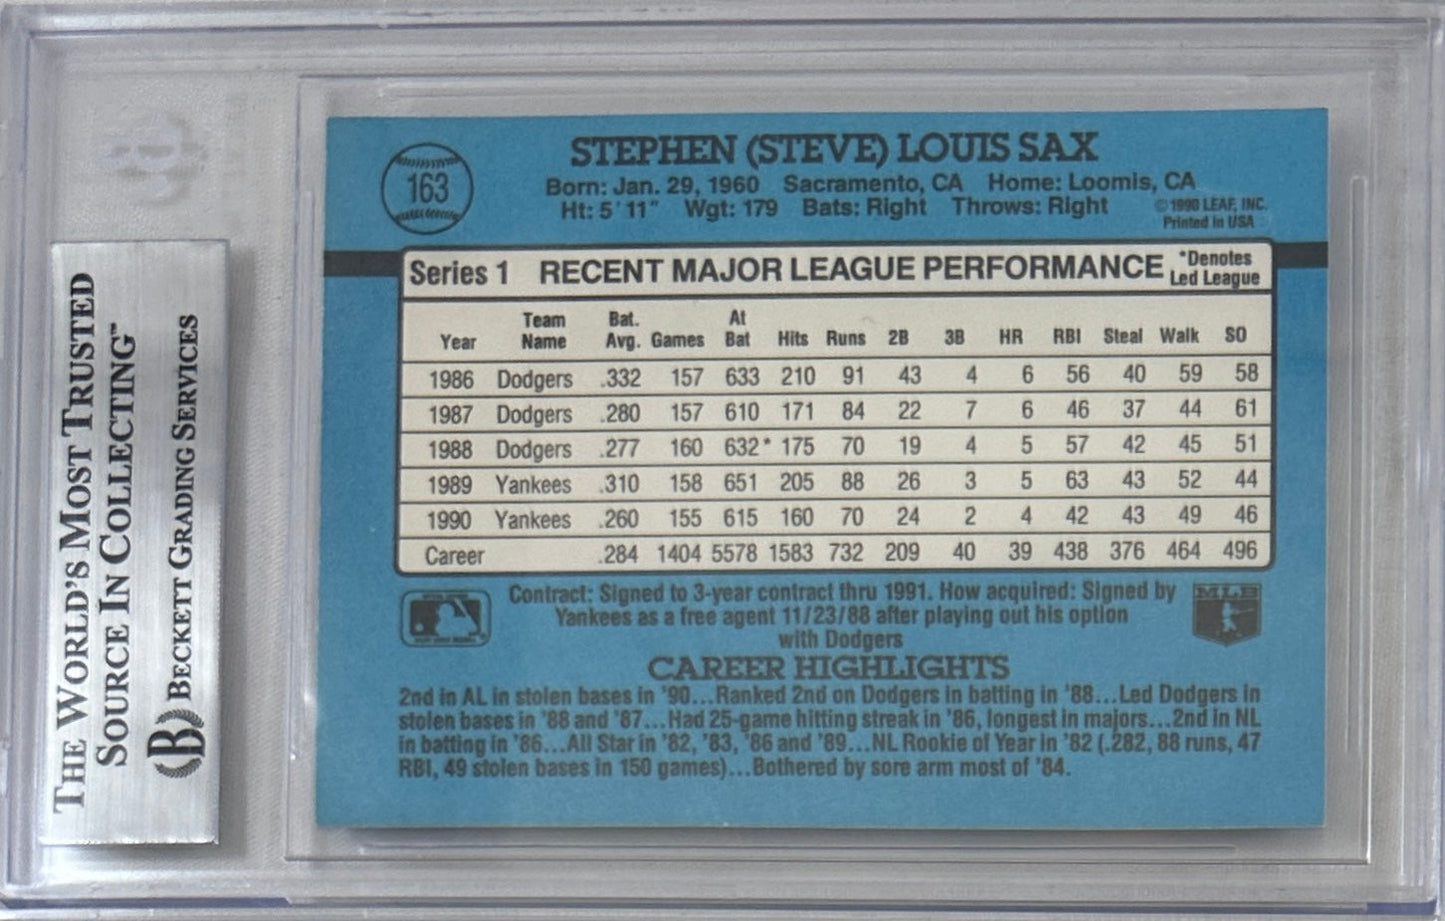 THE WORLD'S MOST TRUSTED
SOURCE IN COLLECTING™
BECKETT GRADING SERVICES
163
STEPHEN (STEVE) LOUIS SAX
Born: Jan. 29, 1960 Sacramento, CA Home: Loomis, CA
Ht: 5'11" Wgt: 179 Bats: Right Throws: Right
©1990 LEAF, INC.
Printed in USA
Series 1 RECENT MAJOR LEAGUE PERFORMANCE
*Denotes
Led League
Year Team Name Bat. Avg. Games At Bat Hits Runs 2B 3B HR RBI Steal Walk SO
1986 Dodgers .332 157 633 210 91 43 4 6 56 40 59 58
1987 Dodgers .280 157 610 171 84 22 7 6 46 37 44 61
1988 Dodgers .277 160 632* 175 70 19 4 5 57 42 45 51
1989 Yankees .310 158 651 205 88 26 3 5 63 43 52 44
1990 Yankees .260 155 615 160 70 24 2 4 42 43 49 46
Career .284 1404 5578 1583 732 209 40 39 438 376 464 496
Contract: Signed to 3-year contract thru 1991. How acquired: Signed by
Yankees as a free agent 11/23/88 after playing out his option
with Dodgers
MLB
CAREER HIGHLIGHTS
2nd in AL in stolen bases in '90...Ranked 2nd on Dodgers in batting in '88...Led Dodgers in
stolen bases in '88 and '87...Had 25-game hitting streak in '86, longest in majors...2nd in NL
in batting in '86...All Star in '82, '83, '86 and '89...NL Rookie of Year in '82 (.282, 88 runs, 47
RBI, 49 stolen bases in 150 games)...Bothered by sore arm most of '84.